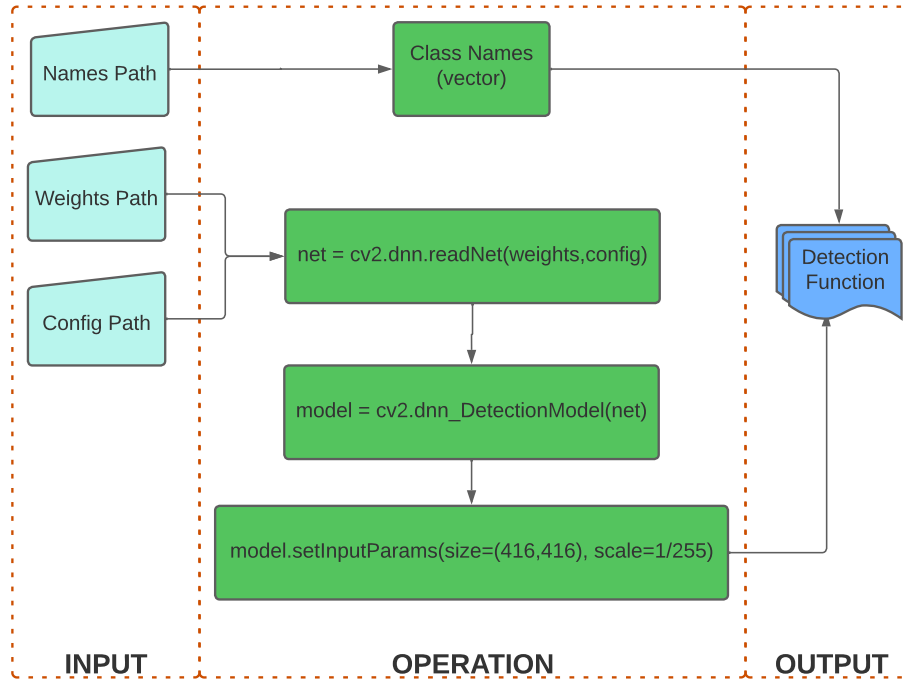 Names Path
Class Names
(vector)
Weights Path
net = cv2.dnn.readNet(weights,config)
Detection
Function
Config Path
model = cv2.dnn_DetectionModel(net)
model.setInputParams(size=(416,416), scale=1/255)
INPUT
OPERATION
OUTPUT